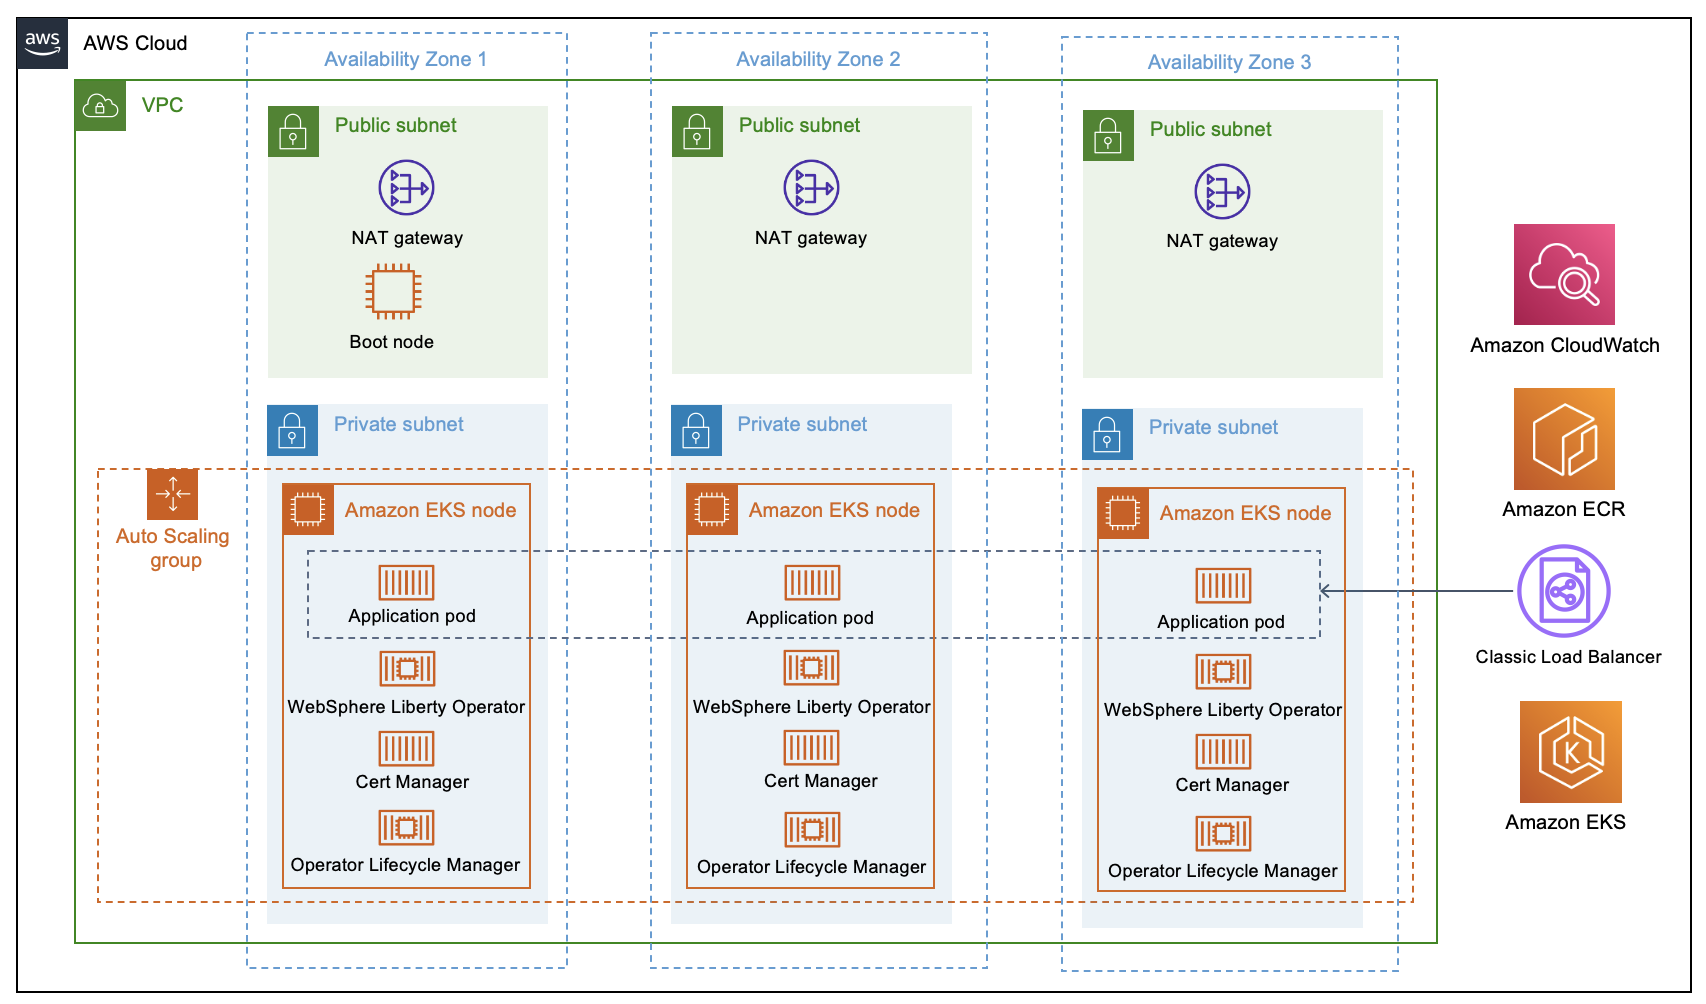 aws
AWS Cloud
Availability Zone 1
Availability Zone 2
Availability Zone 3
VPC
Public subnet
NAT gateway
Boot node
Public subnet
NAT gateway
Public subnet
NAT gateway
Private subnet
Private subnet
Private subnet
Auto Scaling
group
Amazon EKS node
Application pod
WebSphere Liberty Operator
Cert Manager
Operator Lifecycle Manager
Amazon EKS node
Application pod
WebSphere Liberty Operator
Cert Manager
Operator Lifecycle Manager
Amazon EKS node
Application pod
WebSphere Liberty Operator
Cert Manager
Operator Lifecycle Manager
Amazon CloudWatch
Amazon ECR
Classic Load Balancer
K
Amazon EKS